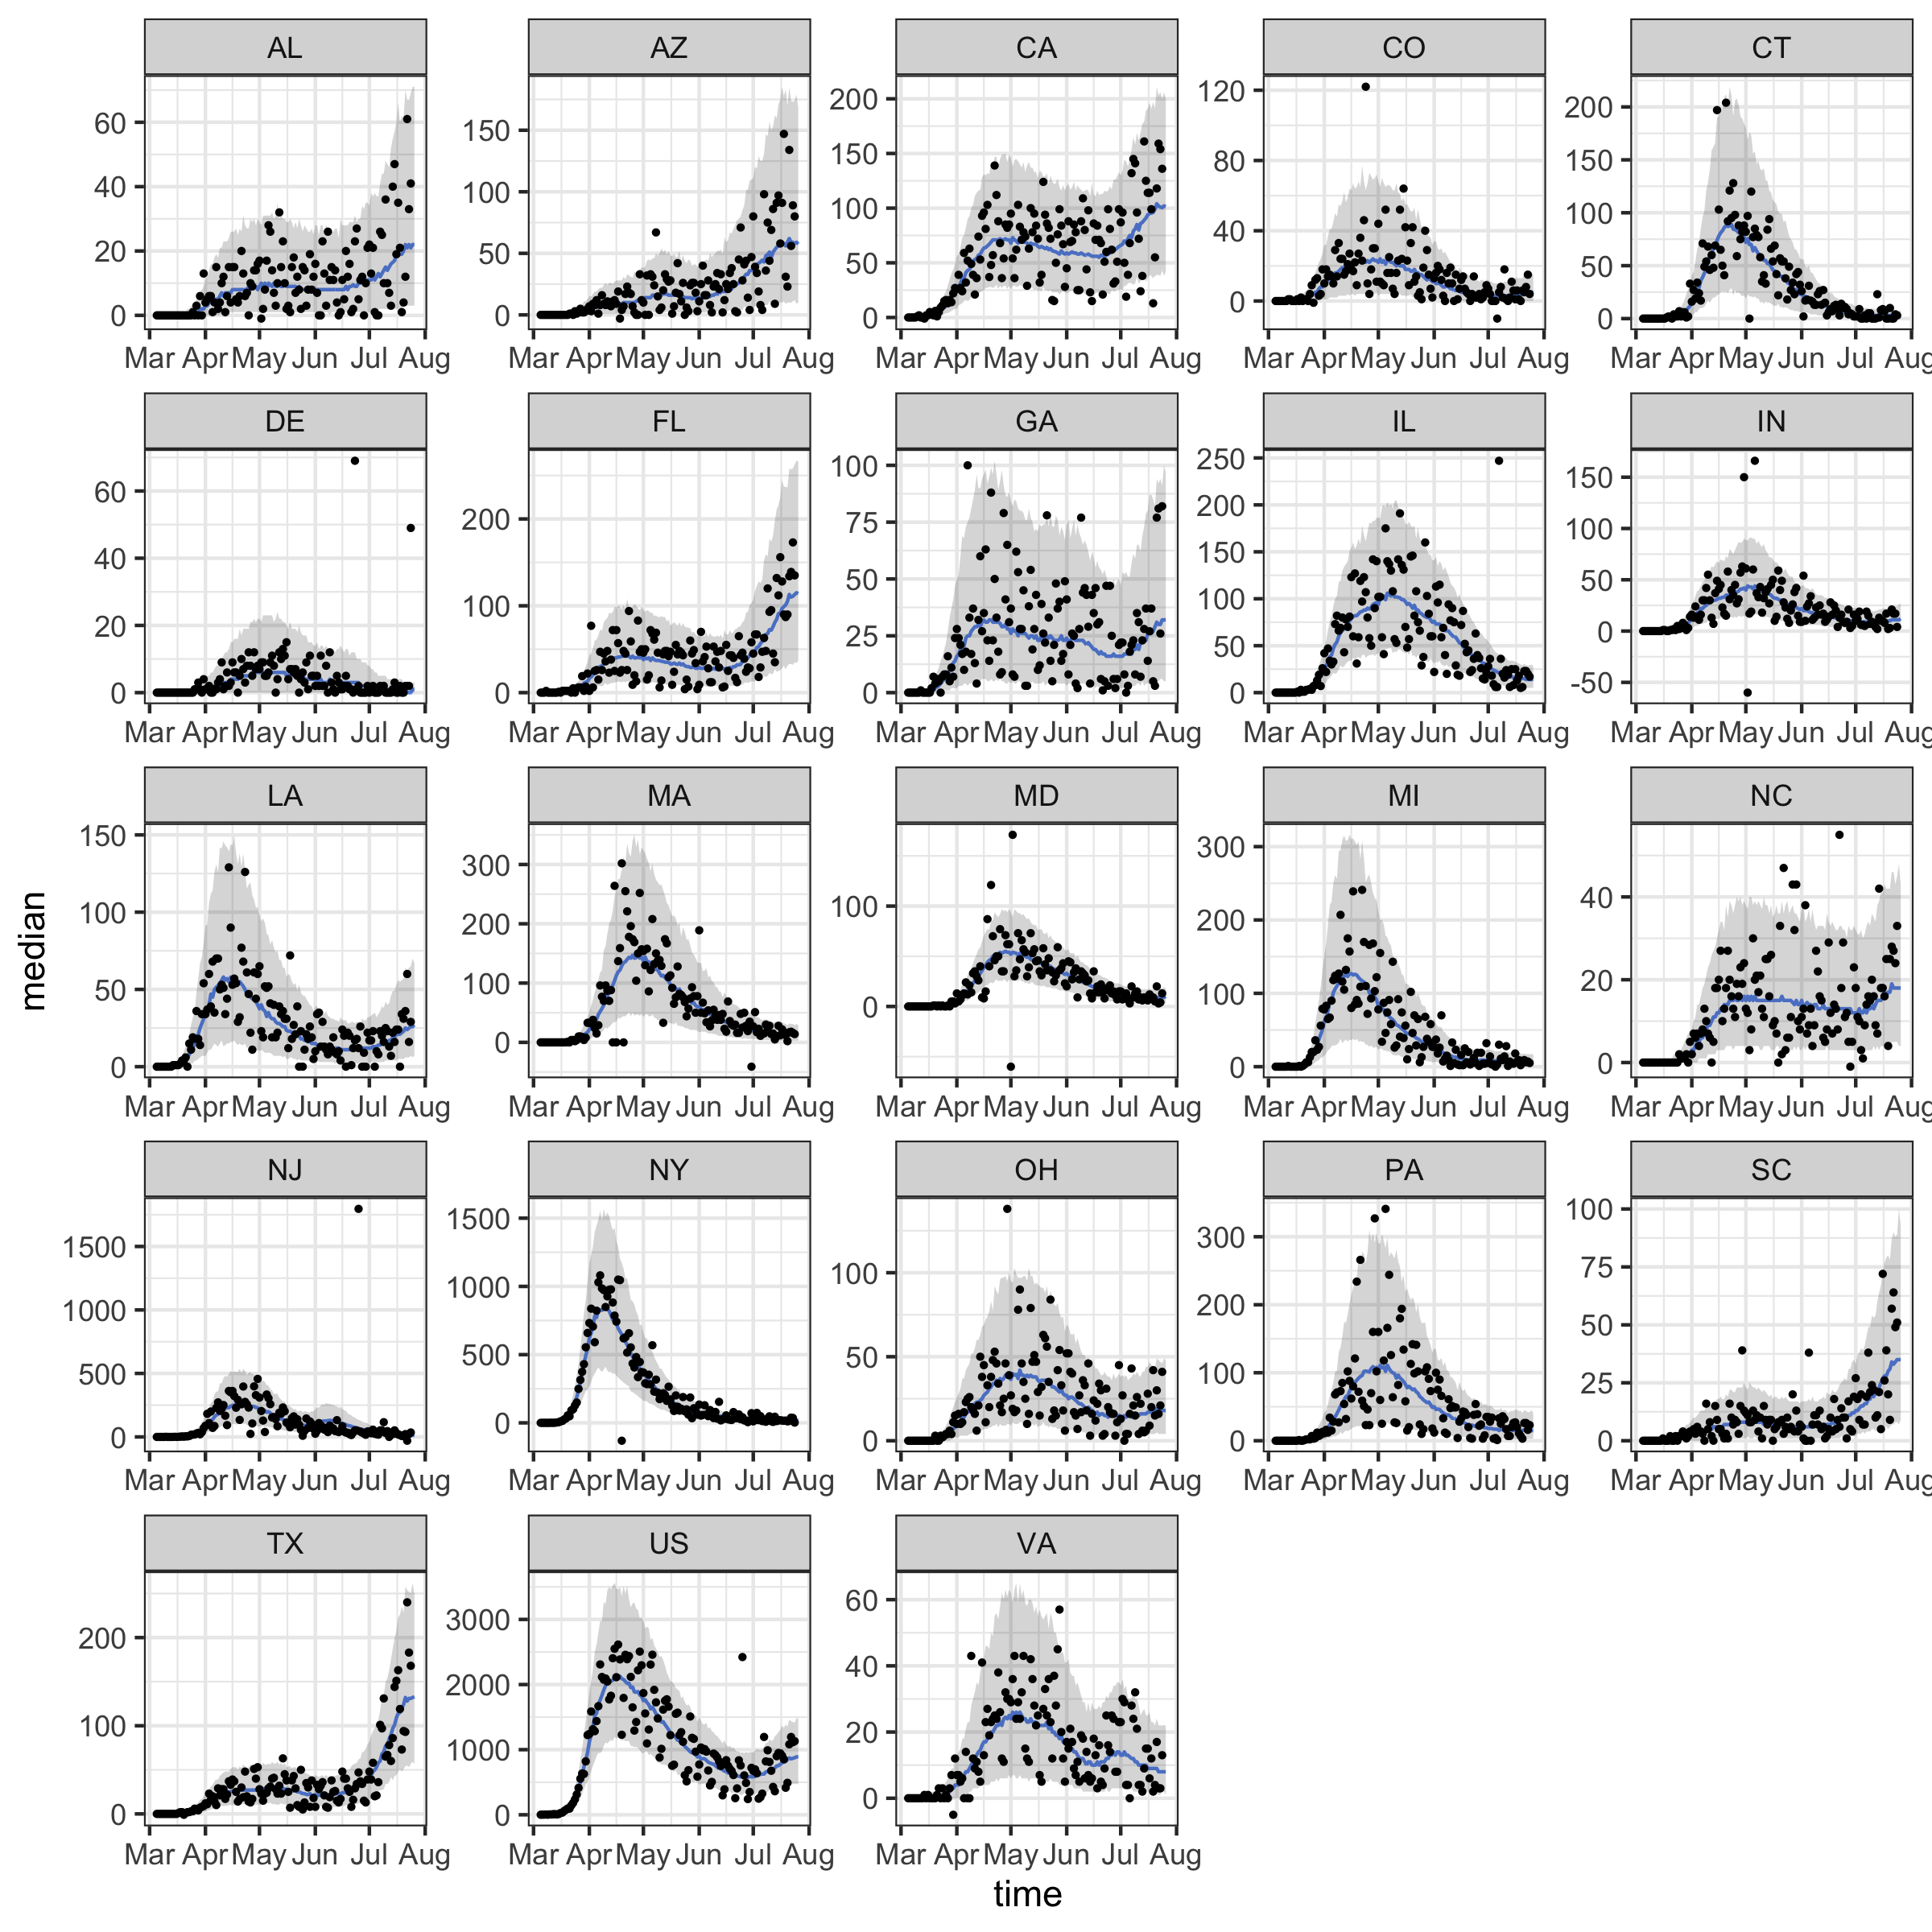 AL AZ CA CO CT
60 40 20 0
150 100 50 0
200 150 100 50 0
120 80 40 0
200 150 100 50 0
Mar Apr May Jun Jul Aug Mar Apr May Jun Jul Aug Mar Apr May Jun Jul Aug Mar Apr May Jun Jul Aug Mar Apr May Jun Jul Aug
DE FL GA IL IN
60 40 20 0
200 100 0
100 75 50 25 0
250 200 150 100 50 0
150 100 50 0 -50
Mar Apr May Jun Jul Aug Mar Apr May Jun Jul Aug Mar Apr May Jun Jul Aug Mar Apr May Jun Jul Aug Mar Apr May Jun Jul Aug
LA MA MD MI NC
150 100 50 0
300 200 100 0
100 0
300 200 100 0
40 20 0
Mar Apr May Jun Jul Aug Mar Apr May Jun Jul Aug Mar Apr May Jun Jul Aug Mar Apr May Jun Jul Aug Mar Apr May Jun Jul Aug
median
NJ NY OH PA SC
1500 1000 500 0
1500 1000 500 0
100 50 0
300 200 100 0
100 75 50 25 0
Mar Apr May Jun Jul Aug Mar Apr May Jun Jul Aug Mar Apr May Jun Jul Aug Mar Apr May Jun Jul Aug Mar Apr May Jun Jul Aug
TX US VA
200 100 0
3000 2000 1000 0
60 40 20 0
Mar Apr May Jun Jul Aug Mar Apr May Jun Jul Aug Mar Apr May Jun Jul Aug
time